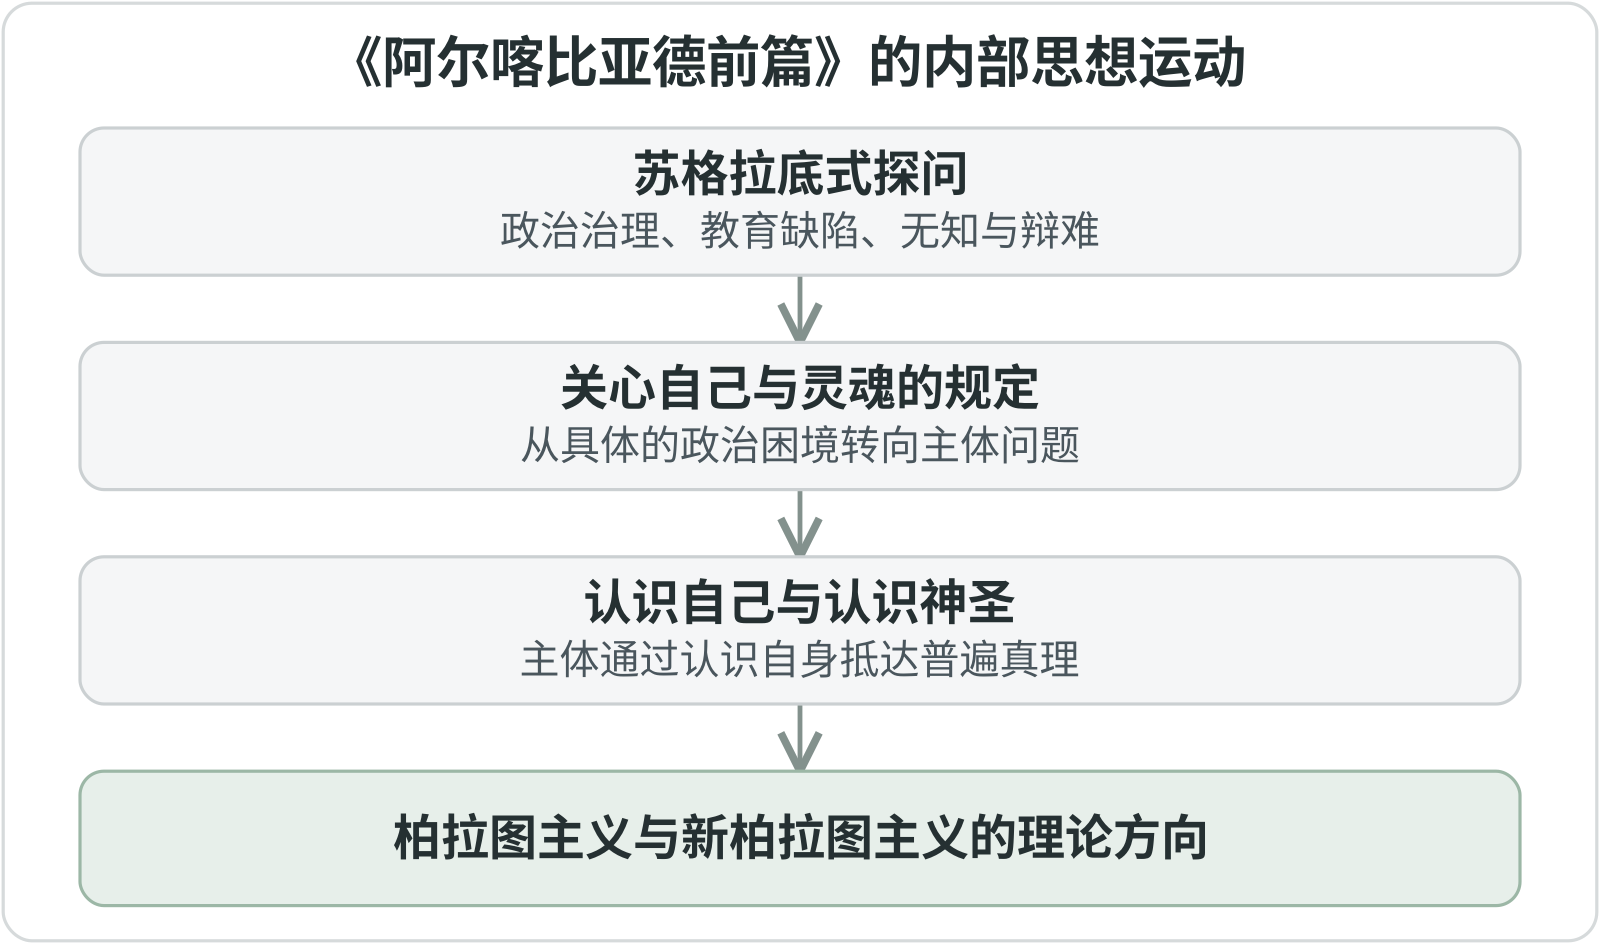 《阿尔喀比亚德前篇》的内部思想运动
苏格拉底式探问
政治治理、教育缺陷、无知与辩难
关心自己与灵魂的规定
从具体的政治困境转向主体问题
认识自己与认识神圣
主体通过认识自身抵达普遍真理
柏拉图主义与新柏拉图主义的理论方向